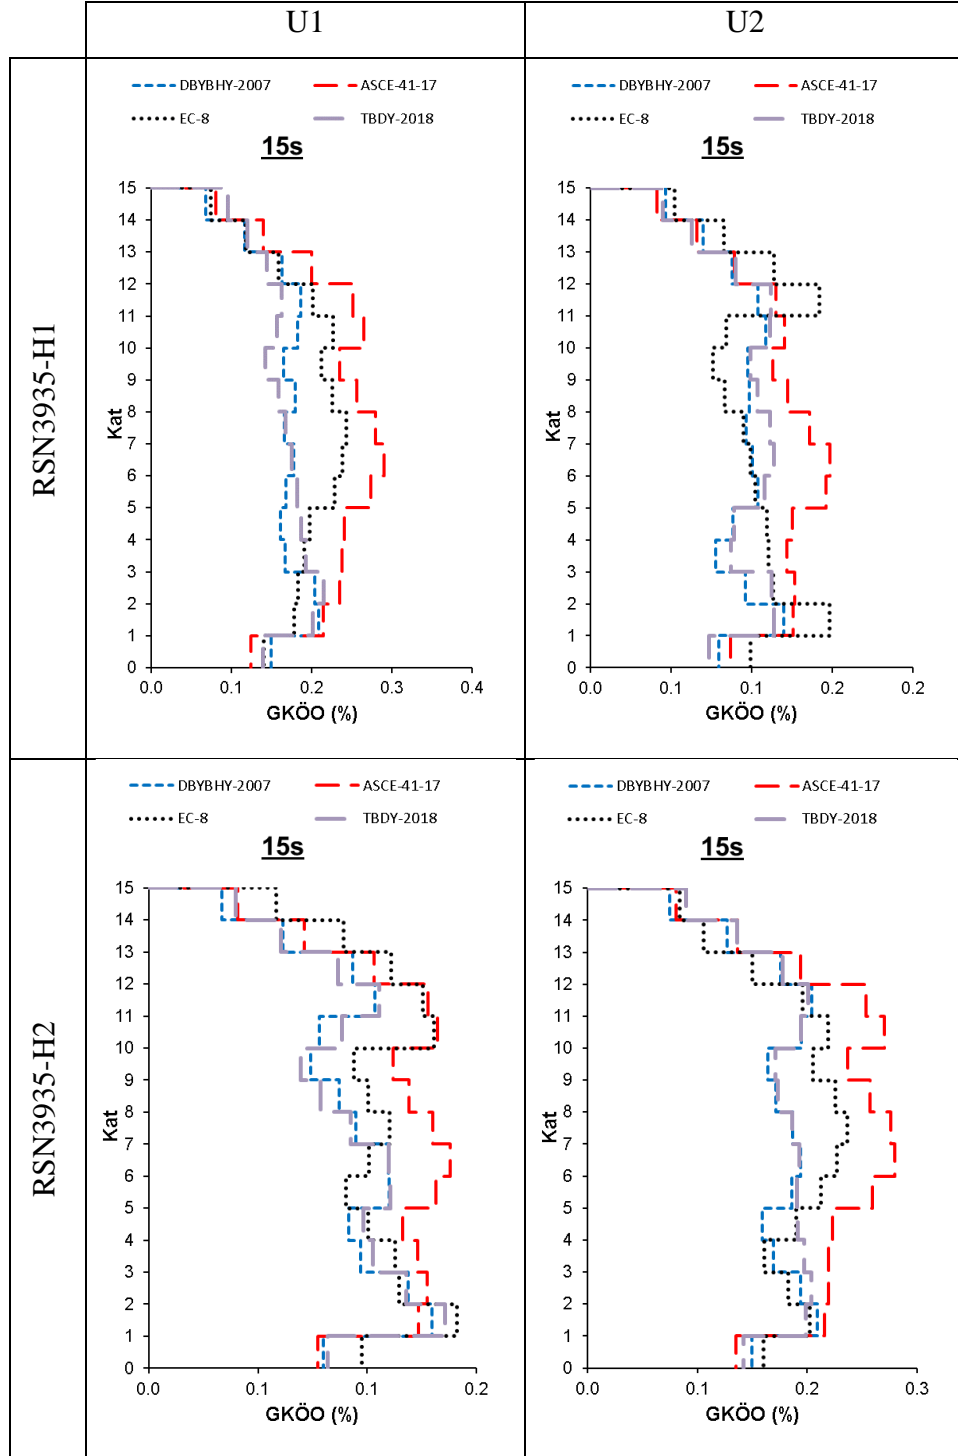 U1
U2
RSN3935-H1
DBYBHY-2007
ASCE-41-17
EC-8
TBDY-2018
15s
15
14
13
12
11
10
9
8
7
6
5
4
3
2
1
0
Kat
0.0
0.1
0.2
0.3
0.4
GKÖO (%)
DBYBHY-2007
ASCE-41-17
EC-8
TBDY-2018
15s
15
14
13
12
11
10
9
8
7
6
5
4
3
2
1
0
Kat
0.0
0.1
0.1
0.2
0.2
GKÖO (%)
RSN3935-H2
DBYBHY-2007
ASCE-41-17
EC-8
TBDY-2018
15s
15
14
13
12
11
10
9
8
7
6
5
4
3
2
1
0
Kat
0.0
0.1
0.1
0.2
GKÖO (%)
DBYBHY-2007
ASCE-41-17
EC-8
TBDY-2018
15s
15
14
13
12
11
10
9
8
7
6
5
4
3
2
1
0
Kat
0.0
0.1
0.2
0.3
GKÖO (%)